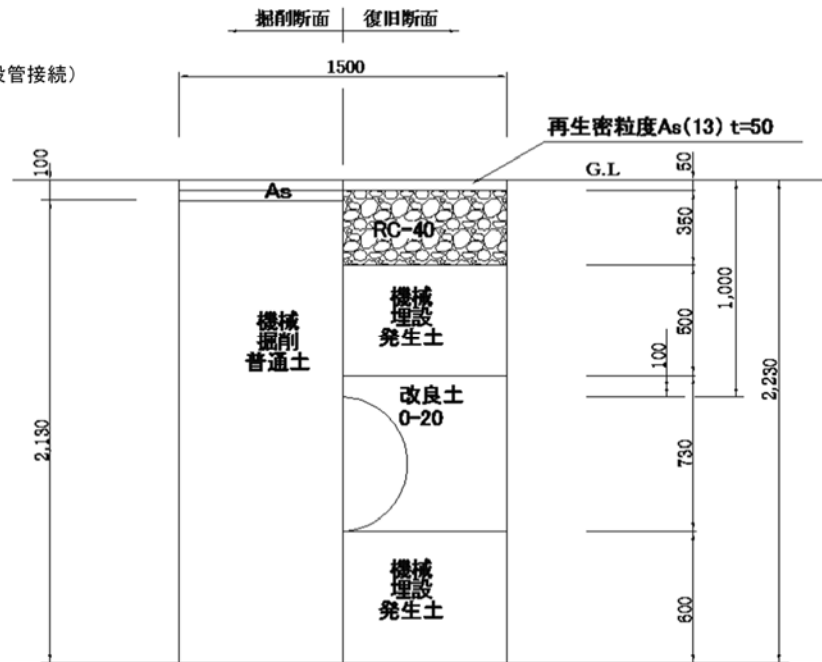 掘削断面 復旧断面
設管接続)
1500
再生密粒度As(13) t=50
100
G.L
50
As
RC-40
350
1,000
機械
埋設
発生土
機械
掘削
普通土
500
100
2,230
改良土
0-20
2,130
730
機械
埋設
発生土
600